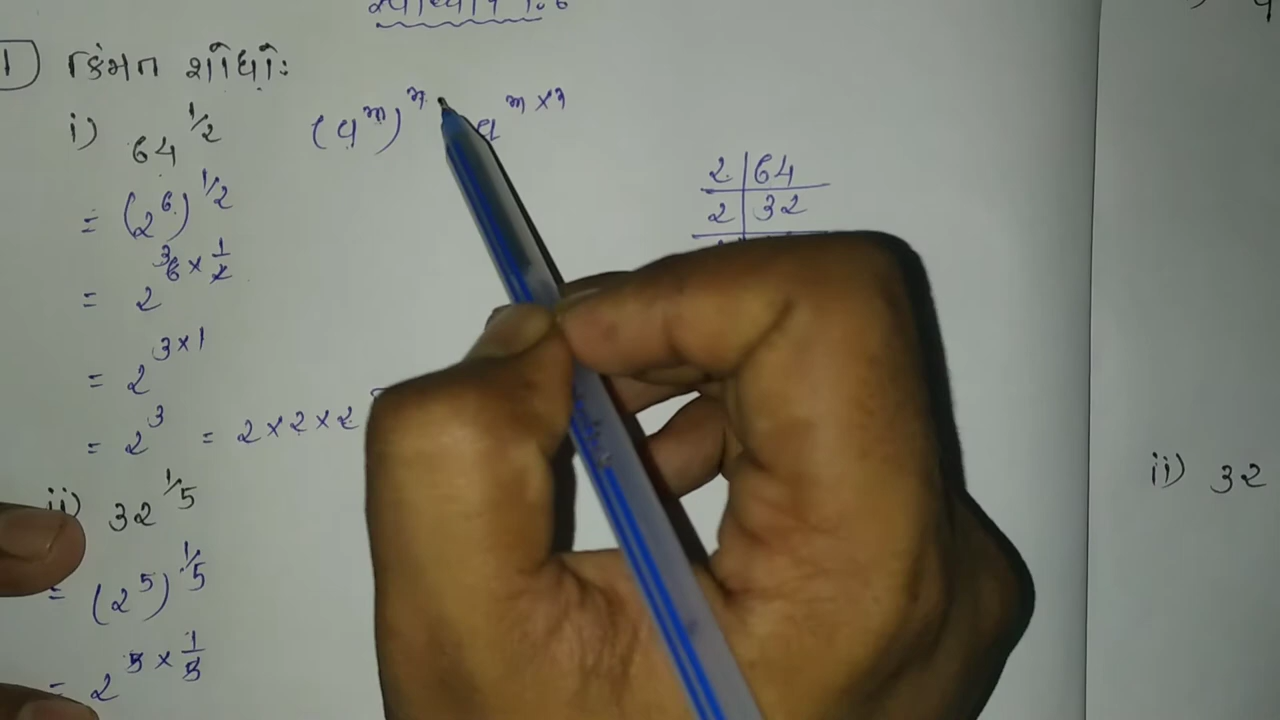 1 કિંમત શોધો:
i) 64^1/2 (a^m)^n a^m×n
= (2^6)^1/2
= 2^6×1/2
= 2^3×1
= 2^3 = 2×2×2
ii) 32^1/5
= (2^5)^1/5
= 2^5×1/5
2 | 64
2 | 32
ii) 32